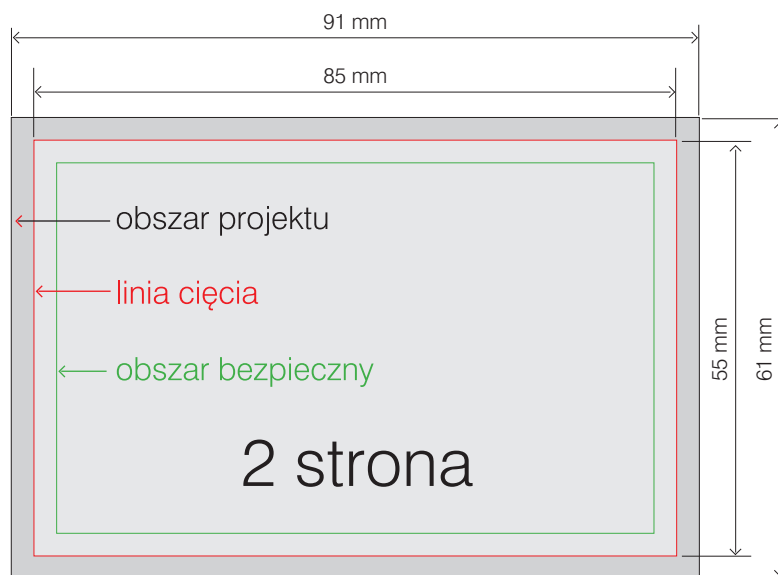 91 mm
85 mm
obszar projektu
linia cięcia
obszar bezpieczny
2 strona
55 mm
61 mm